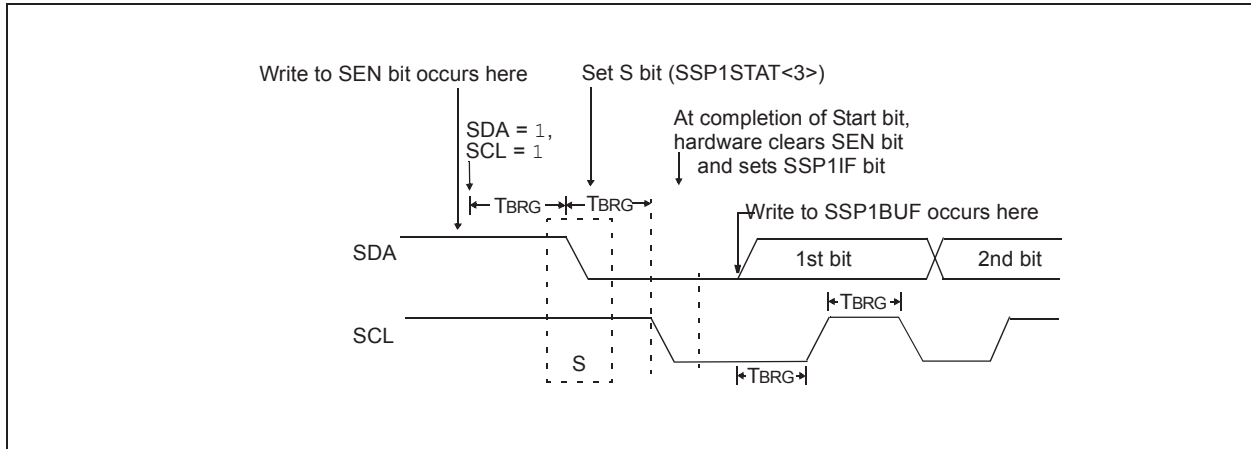 Write to SEN bit occurs here
Set S bit (SSP1STAT<3>)
SDA = 1,
SCL = 1
At completion of Start bit,
hardware clears SEN bit
and sets SSP1IF bit
TBRG
TBRG
Write to SSP1BUF occurs here
SDA
1st bit
2nd bit
TBRG
SCL
S
TBRG